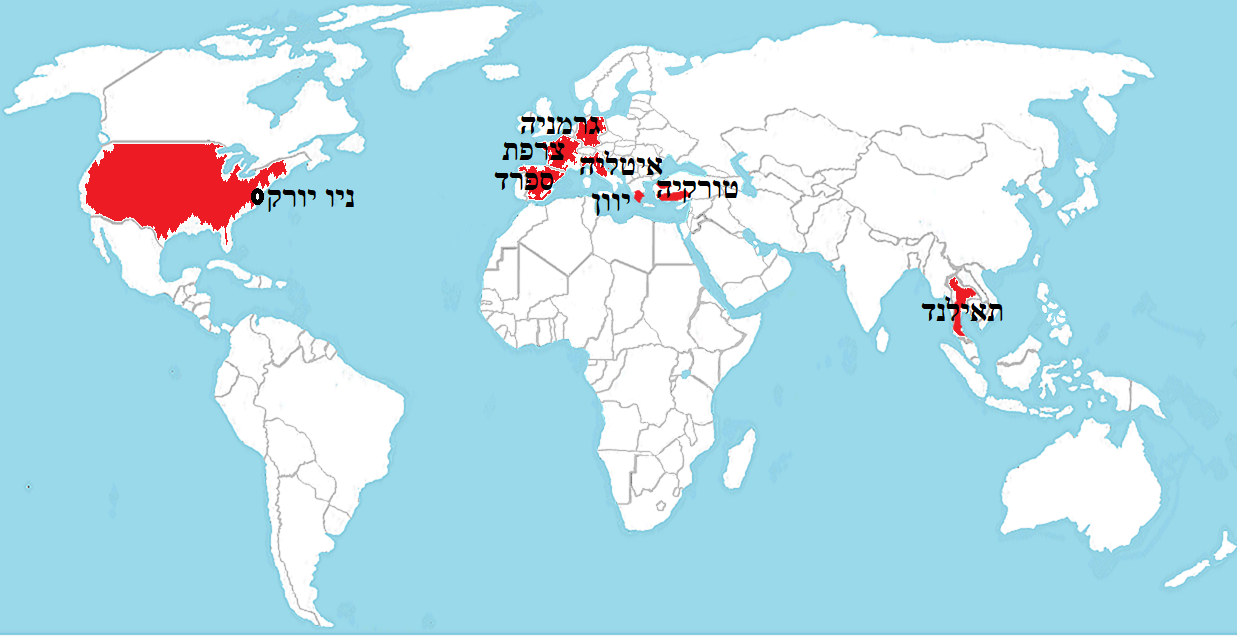 גרמניה
צרפת
איטליה
ספרד
טורקיה
יוון
ניו יורק
תאילנד